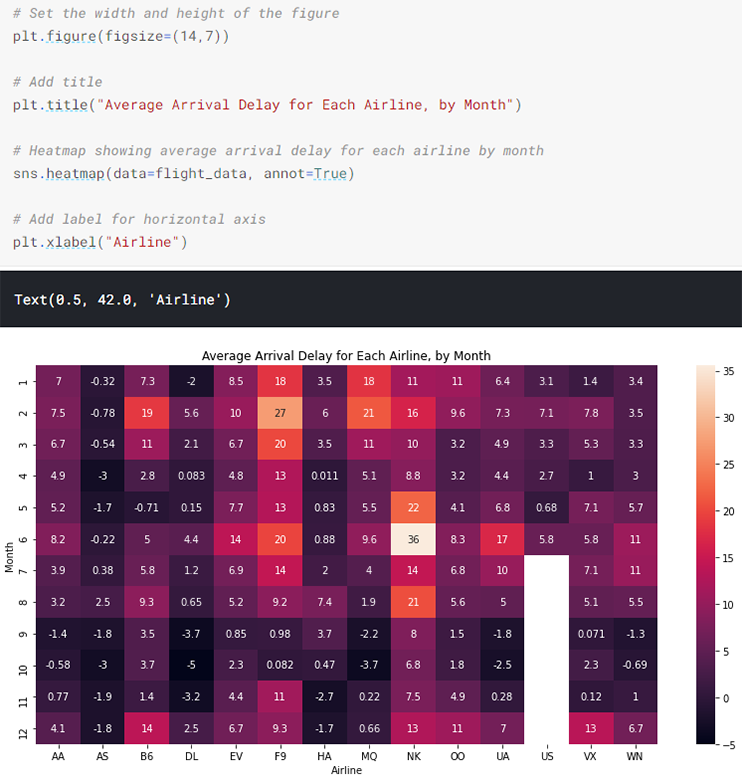 # Set the width and height of the figure
plt.figure(figsize=(14,7))
# Add title
plt.title("Average Arrival Delay for Each Airline, by Month")
# Heatmap showing average arrival delay for each airline by month
sns.heatmap(data=flight_data, annot=True)
# Add label for horizontal axis
plt.xlabel("Airline")
Text(0.5, 42.0, 'Airline')
Average Arrival Delay for Each Airline, by Month
1 7 -0.32 7.3 -2 8.5 18 3.5 18 11 11 6.4 3.1 1.4 3.4
2 7.5 -0.78 19 5.6 10 27 6 21 16 9.6 7.3 7.1 7.8 3.5
3 6.7 -0.54 11 2.1 6.7 20 3.5 11 10 3.2 4.9 3.3 5.3 3.3
4 4.9 -3 2.8 0.083 4.8 13 0.011 5.1 8.8 3.2 4.4 2.7 1 3
5 5.2 -1.7 -0.71 0.15 7.7 13 0.83 5.5 22 4.1 6.8 0.68 7.1 5.7
6 8.2 -0.22 5 4.4 14 20 0.88 9.6 36 8.3 17 5.8 5.8 11
7 3.9 0.38 5.8 1.2 6.9 14 2 4 14 6.8 10 7.1 11
8 3.2 2.5 9.3 0.65 5.2 9.2 7.4 1.9 21 5.6 5 5.1 5.5
9 -1.4 -1.8 3.5 -3.7 0.85 0.98 3.7 -2.2 8 1.5 -1.8 0.071 -1.3
10 -0.58 -3 3.7 -5 2.3 0.082 0.47 -3.7 6.8 1.8 -2.5 2.3 -0.69
11 0.77 -1.9 1.4 -3.2 4.4 11 -2.7 0.22 7.5 4.9 0.28 0.12 1
12 4.1 -1.8 14 2.5 6.7 9.3 -1.7 0.66 13 11 7 13 6.7
AA AS B6 DL EV F9 HA MQ NK OO UA US VX WN
Airline
Month
35
30
25
20
15
10
5
0
−5